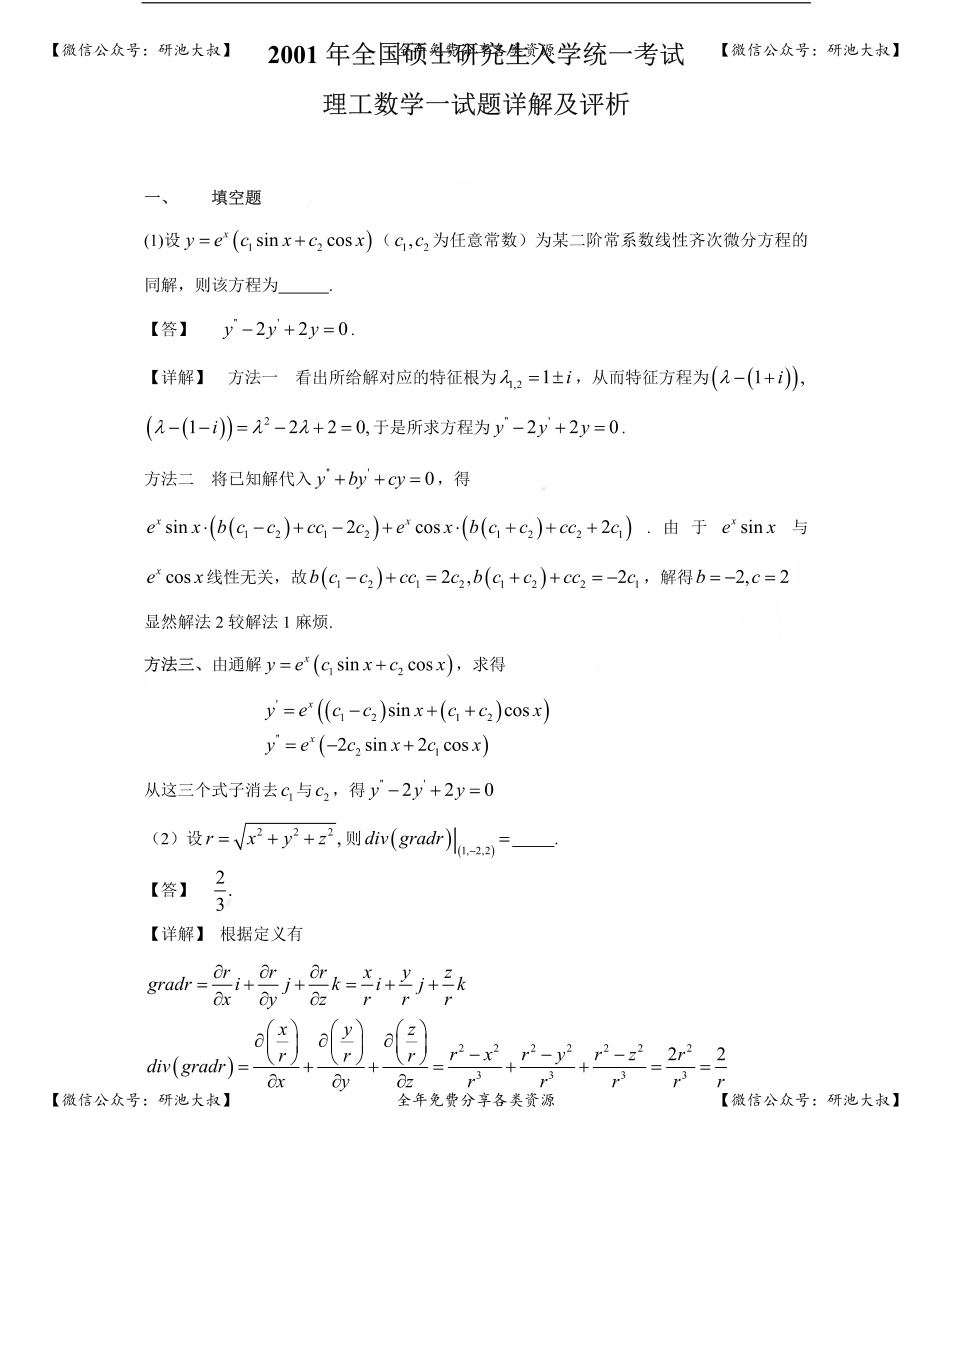 【微信公众号：研池大叔】 全年免费分享各类资源 【微信公众号：研池大叔】
2001 年全国硕士研究生入学统一考试
理工数学一试题详解及评析
一、 填空题
(1)设 y = e^x (c_1 sin x + c_2 cos x)（ c_1, c_2 为任意常数）为某二阶常系数线性齐次微分方程的
同解，则该方程为______.
【答】 y'' − 2y' + 2y = 0 .
【详解】 方法一 看出所给解对应的特征根为 λ_{1,2} = 1 ± i ，从而特征方程为 (λ − (1 + i)),
(λ − (1 − i)) = λ^2 − 2λ + 2 = 0, 于是所求方程为 y'' − 2y' + 2y = 0 .
方法二 将已知解代入 y'' + by' + cy = 0 ，得
e^x sin x · (b(c_1 − c_2) + cc_1 − 2c_2) + e^x cos x · (b(c_1 + c_2) + cc_2 + 2c_1) . 由 于 e^x sin x 与
e^x cos x 线性无关，故 b(c_1 − c_2) + cc_1 = 2c_2, b(c_1 + c_2) + cc_2 = −2c_1 ，解得 b = −2, c = 2
显然解法 2 较解法 1 麻烦.
方法三、由通解 y = e^x (c_1 sin x + c_2 cos x) ，求得
y' = e^x ((c_1 − c_2) sin x + (c_1 + c_2) cos x)
y'' = e^x (−2c_2 sin x + 2c_1 cos x)
从这三个式子消去 c_1 与 c_2 ，得 y'' − 2y' + 2y = 0
（2）设 r = √(x^2 + y^2 + z^2) , 则 div(gradr)|_(1,−2,2) = _____.
【答】 2/3.
【详解】 根据定义有
gradr = ∂r/∂x i + ∂r/∂y j + ∂r/∂z k = x/r i + y/r j + z/r k
div(gradr) = ∂(x/r)/∂x + ∂(y/r)/∂y + ∂(z/r)/∂z = (r^2 − x^2)/r^3 + (r^2 − y^2)/r^3 + (r^2 − z^2)/r^3 = 2r^2/r^3 = 2/r
【微信公众号：研池大叔】 全年免费分享各类资源 【微信公众号：研池大叔】